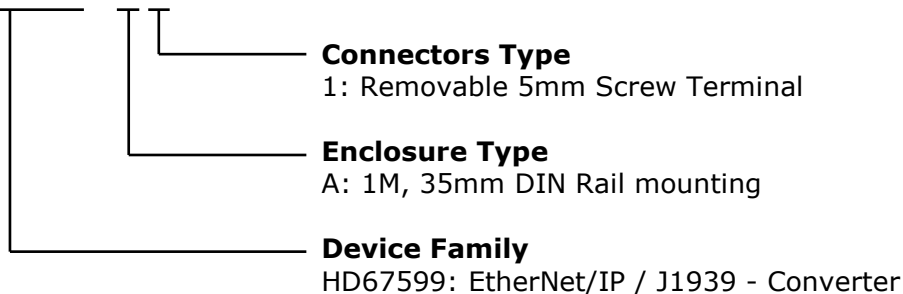 Connectors Type
1: Removable 5mm Screw Terminal
Enclosure Type
A: 1M, 35mm DIN Rail mounting
Device Family
HD67599: EtherNet/IP / J1939 - Converter